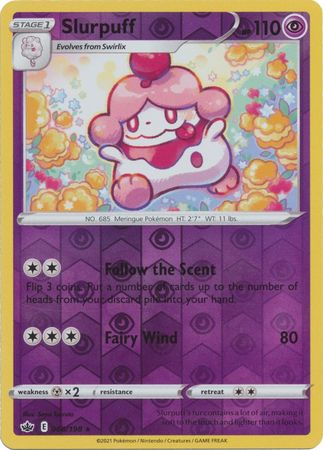 STAGE 1
Slurpuff
HP 110
Evolves from Swirlix
NO. 685 Meringue Pokémon HT: 2'7" WT: 11 lbs.
Follow the Scent
Flip 3 coins. Put a number of cards up to the number of
heads from your discard pile into your hand.
Fairy Wind 80
weakness ×2 resistance retreat
Illus.
E
/198 ★
©2021 Pokémon / Nintendo / Creatures / GAME FREAK
Slurpuff's fur contains a lot of air, making it
soft to the touch and lighter than it looks.